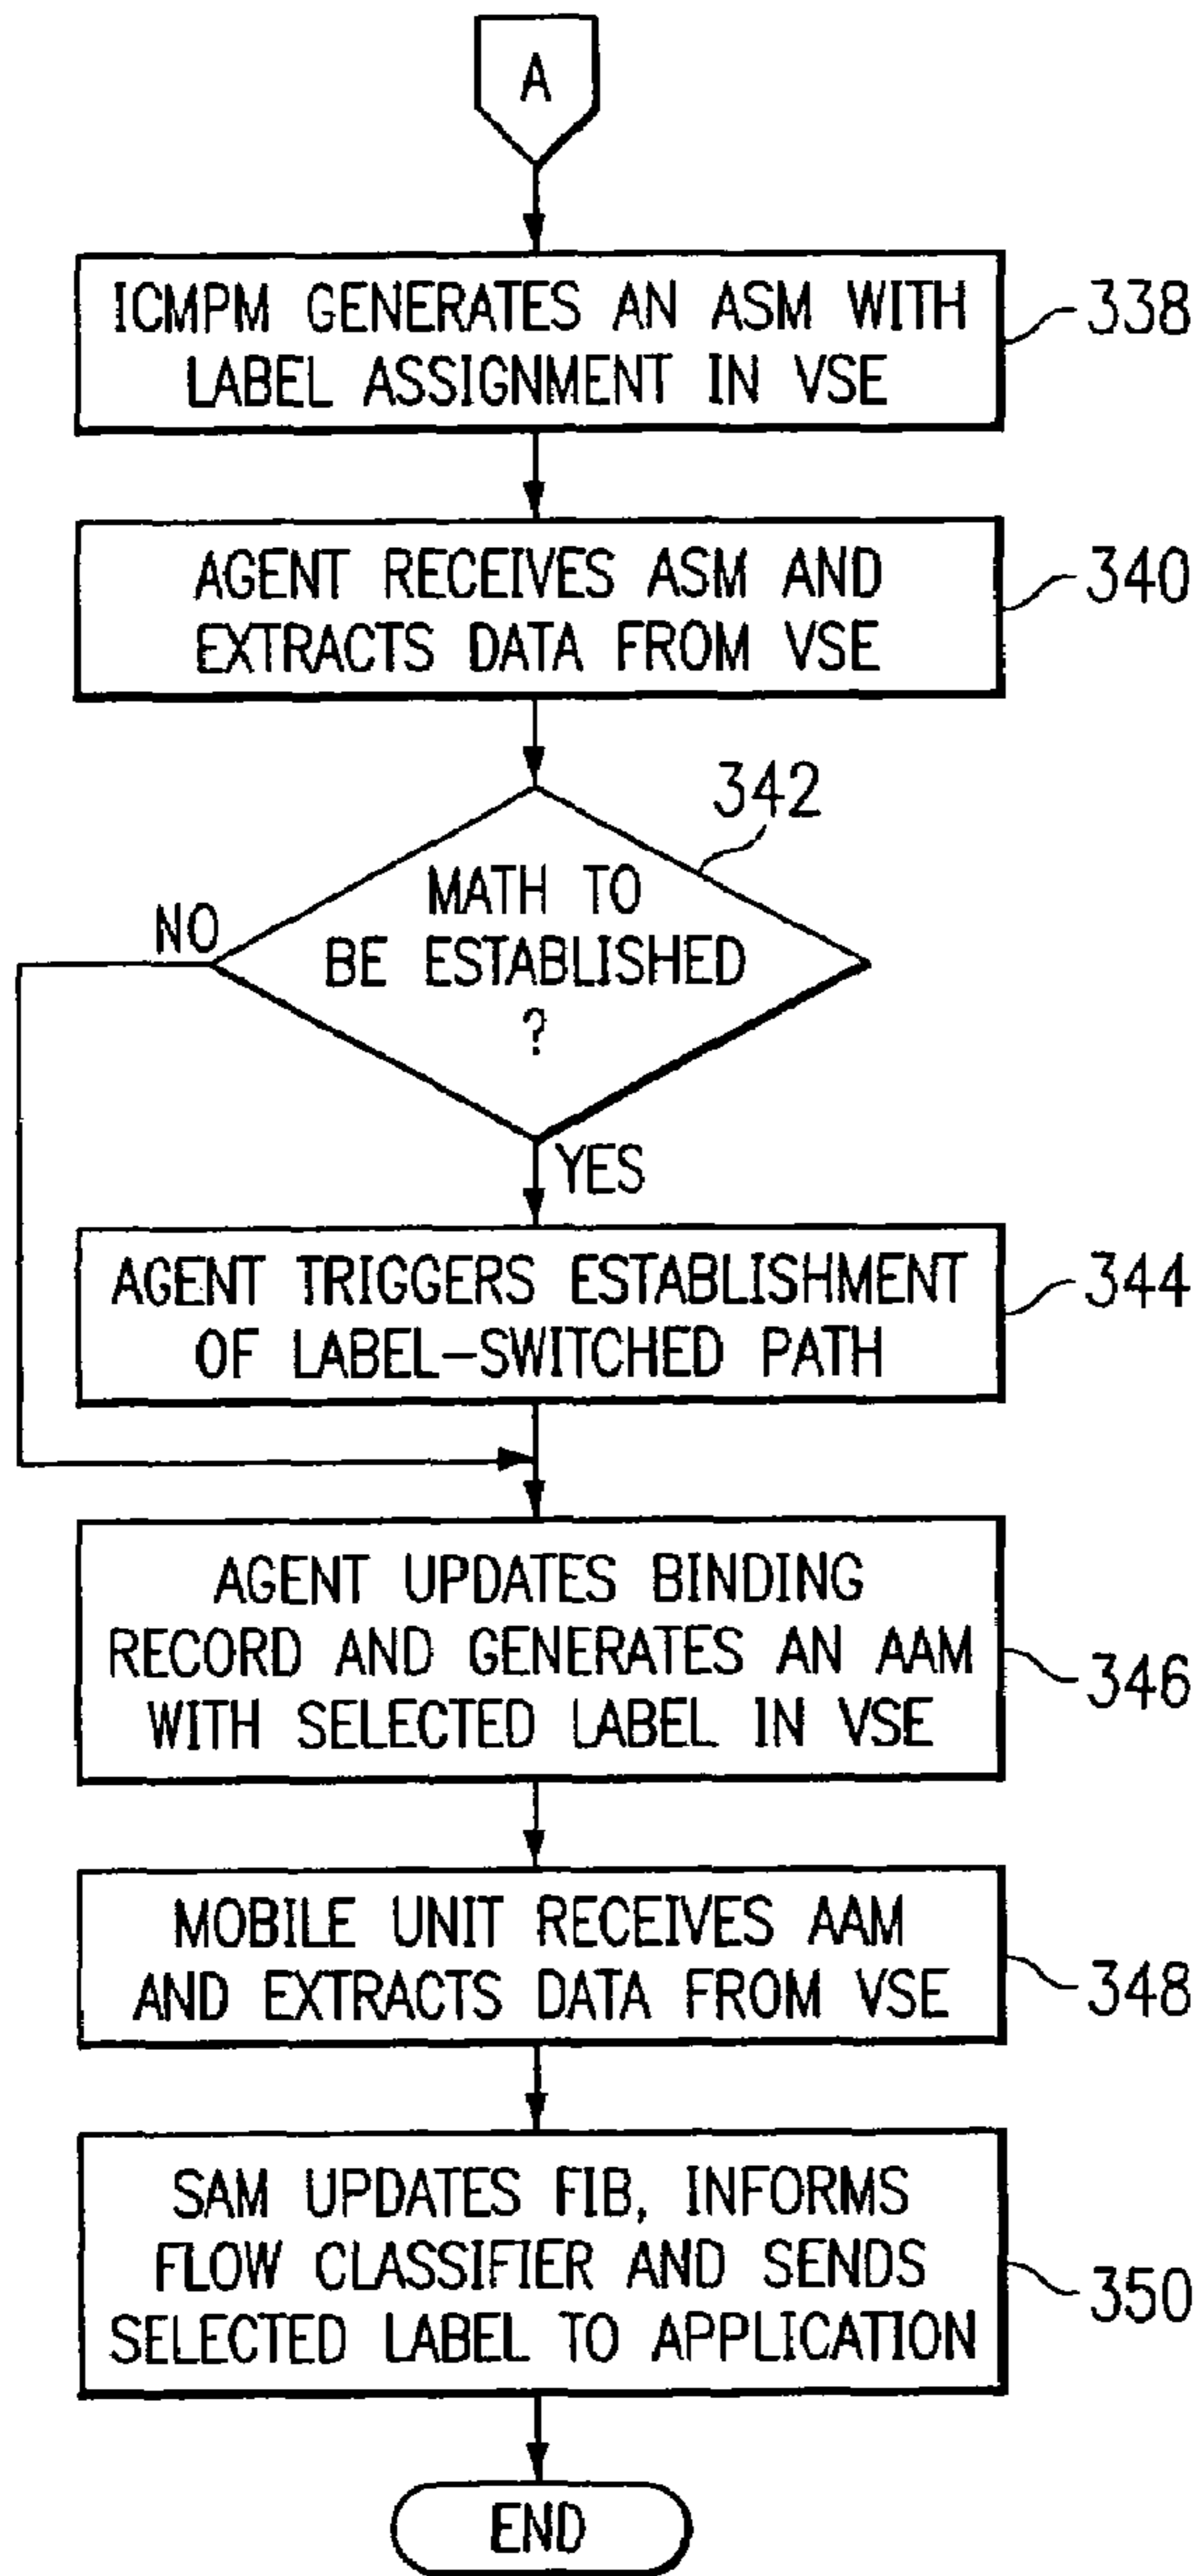 A
ICMPM GENERATES AN ASM WITH
LABEL ASSIGNMENT IN VSE
338
AGENT RECEIVES ASM AND
EXTRACTS DATA FROM VSE
340
342
MATH TO
BE ESTABLISHED
?
NO
YES
AGENT TRIGGERS ESTABLISHMENT
OF LABEL-SWITCHED PATH
344
AGENT UPDATES BINDING
RECORD AND GENERATES AN AAM
WITH SELECTED LABEL IN VSE
346
MOBILE UNIT RECEIVES AAM
AND EXTRACTS DATA FROM VSE
348
SAM UPDATES FIB, INFORMS
FLOW CLASSIFIER AND SENDS
SELECTED LABEL TO APPLICATION
350
END